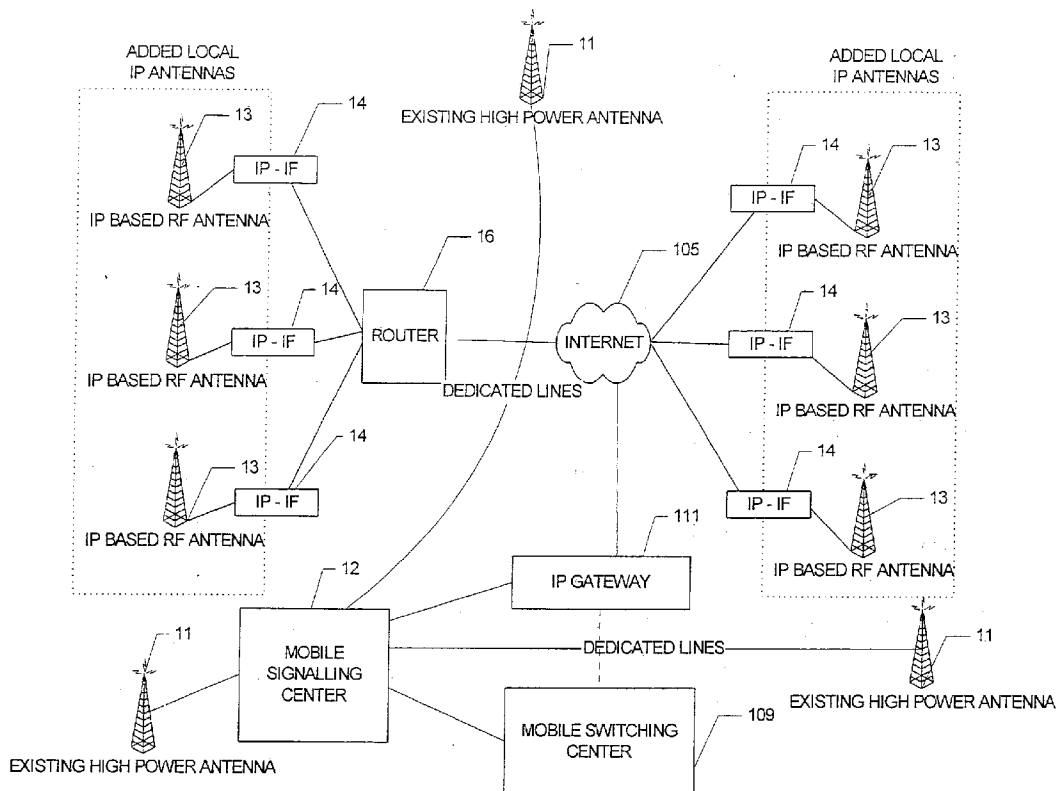 ADDED LOCAL
IP ANTENNAS
11
ADDED LOCAL
IP ANTENNAS
EXISTING HIGH POWER ANTENNA
13
14
IP - IF
IP BASED RF ANTENNA
14
13
IP - IF
IP BASED RF ANTENNA
16
105
13
14
IP - IF
IP BASED RF ANTENNA
ROUTER
INTERNET
DEDICATED LINES
14
13
IP - IF
IP BASED RF ANTENNA
13
14
IP - IF
IP BASED RF ANTENNA
14
13
IP - IF
IP BASED RF ANTENNA
111
IP GATEWAY
12
MOBILE
SIGNALLING
CENTER
DEDICATED LINES
11
EXISTING HIGH POWER ANTENNA
11
EXISTING HIGH POWER ANTENNA
MOBILE SWITCHING
CENTER
109